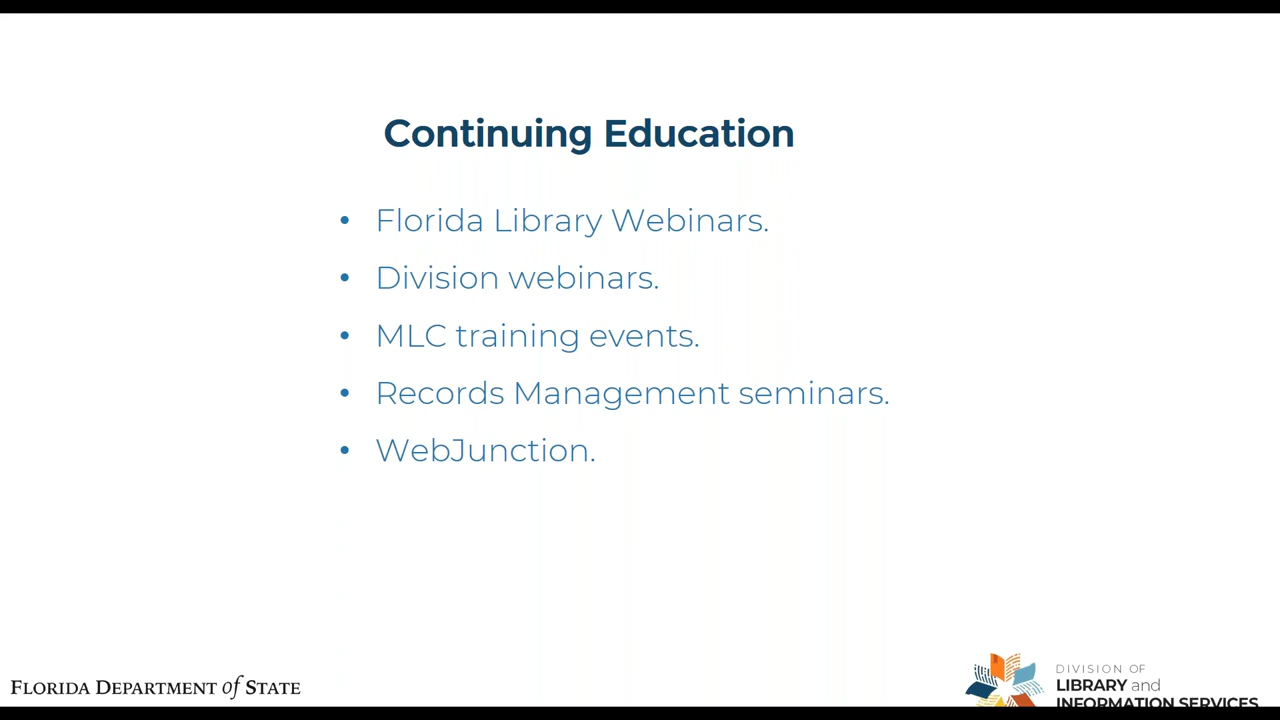 Continuing Education
• Florida Library Webinars.
• Division webinars.
• MLC training events.
• Records Management seminars.
• WebJunction.
FLORIDA DEPARTMENT of STATE
DIVISION OF
LIBRARY and
INFORMATION SERVICES